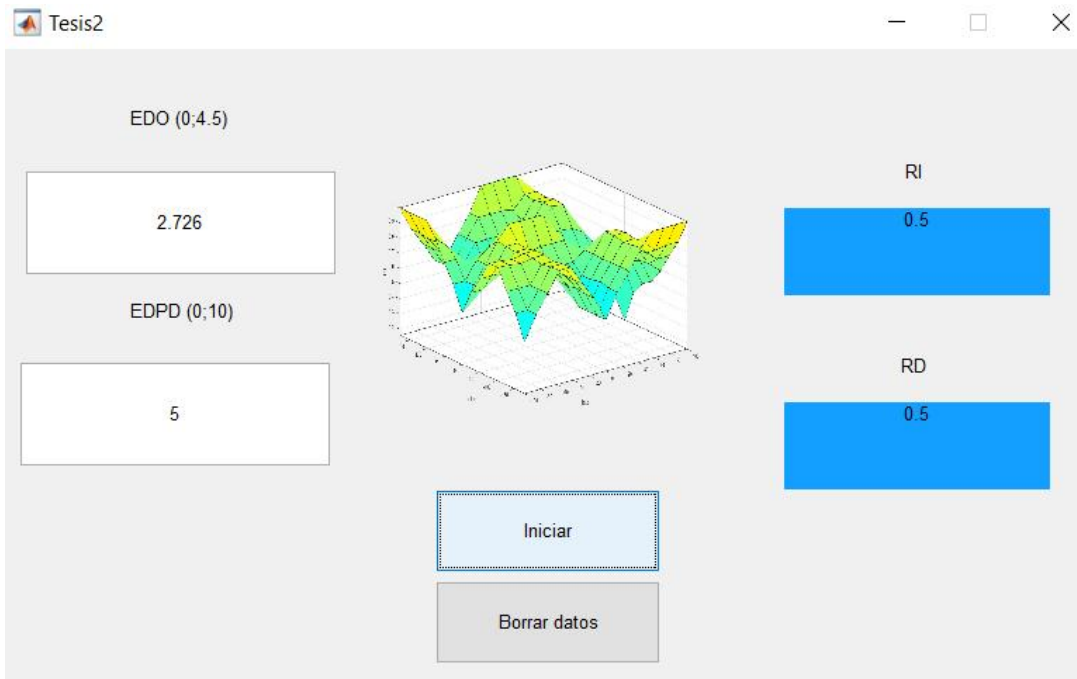 Tesis2
EDO (0;4.5)
2.726
EDPD (0;10)
5
RI
0.5
RD
0.5
Iniciar
Borrar datos